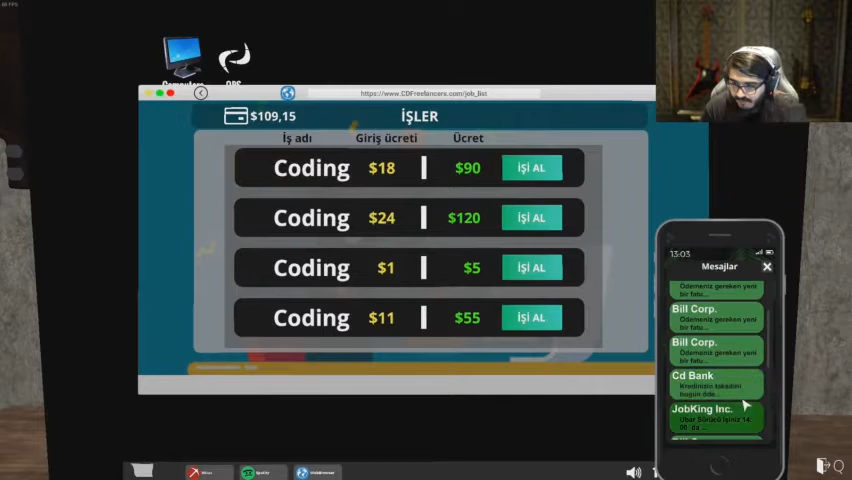 https://www.CDFreelancers.com/job_list
$109,15
İŞLER
İş adı Giriş ücreti Ücret
Coding $18 $90 İŞİ AL
Coding $24 $120 İŞİ AL
Coding $1 $5 İŞİ AL
Coding $11 $55 İŞİ AL
13:03
Mesajlar
Ödemeniz gereken yeni
bir fatu...
Bill Corp.
Ödemeniz gereken yeni
bir fatu...
Bill Corp.
Ödemeniz gereken yeni
bir fatu...
Cd Bank
Kredinizin taksidini
bugün öde...
JobKing Inc.
Uber Sürücü İşiniz 14:
00 da ...
WebBrowser
Q